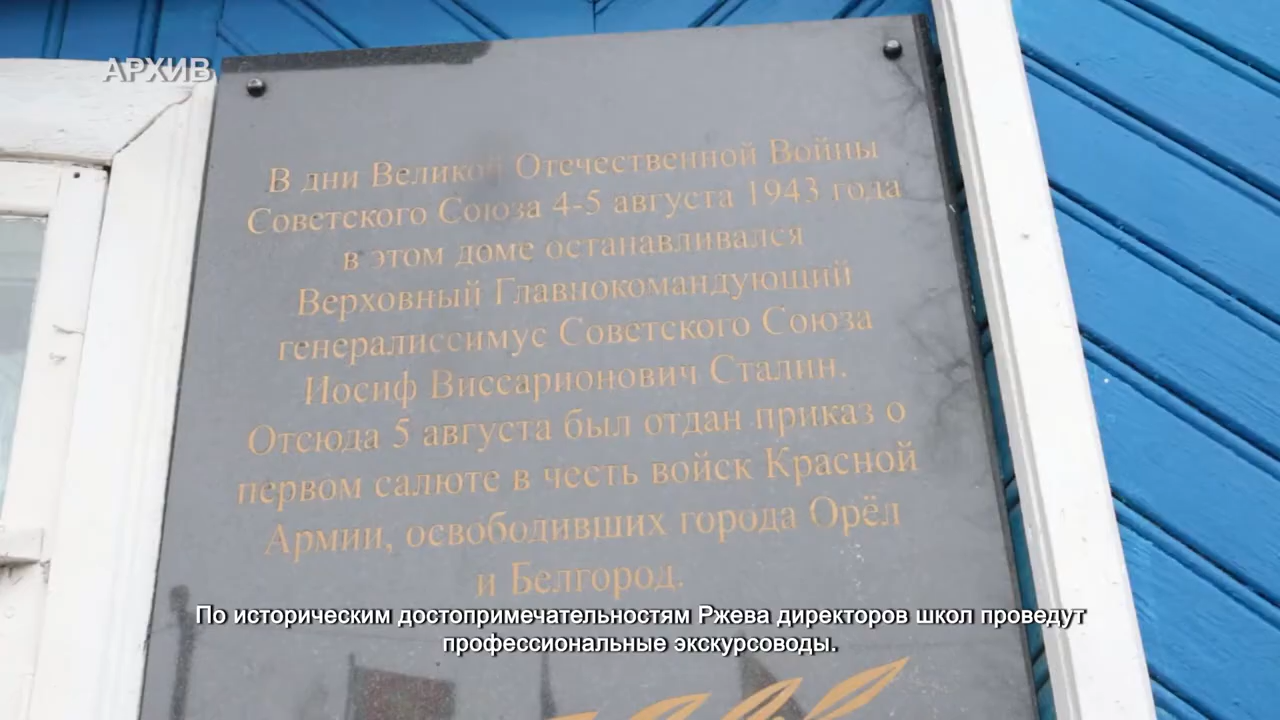 АРХИВ
В дни Великой Отечественной Войны
Советского Союза 4-5 августа 1943 года
в этом доме останавливался
Верховный Главнокомандующий
генералиссимус Советского Союза
Иосиф Виссарионович Сталин.
Отсюда 5 августа был отдан приказ о
первом салюте в честь войск Красной
Армии, освободивших города Орёл
и Белгород.
По историческим достопримечательностям Ржева директоров школ проведут
профессиональные экскурсоводы.